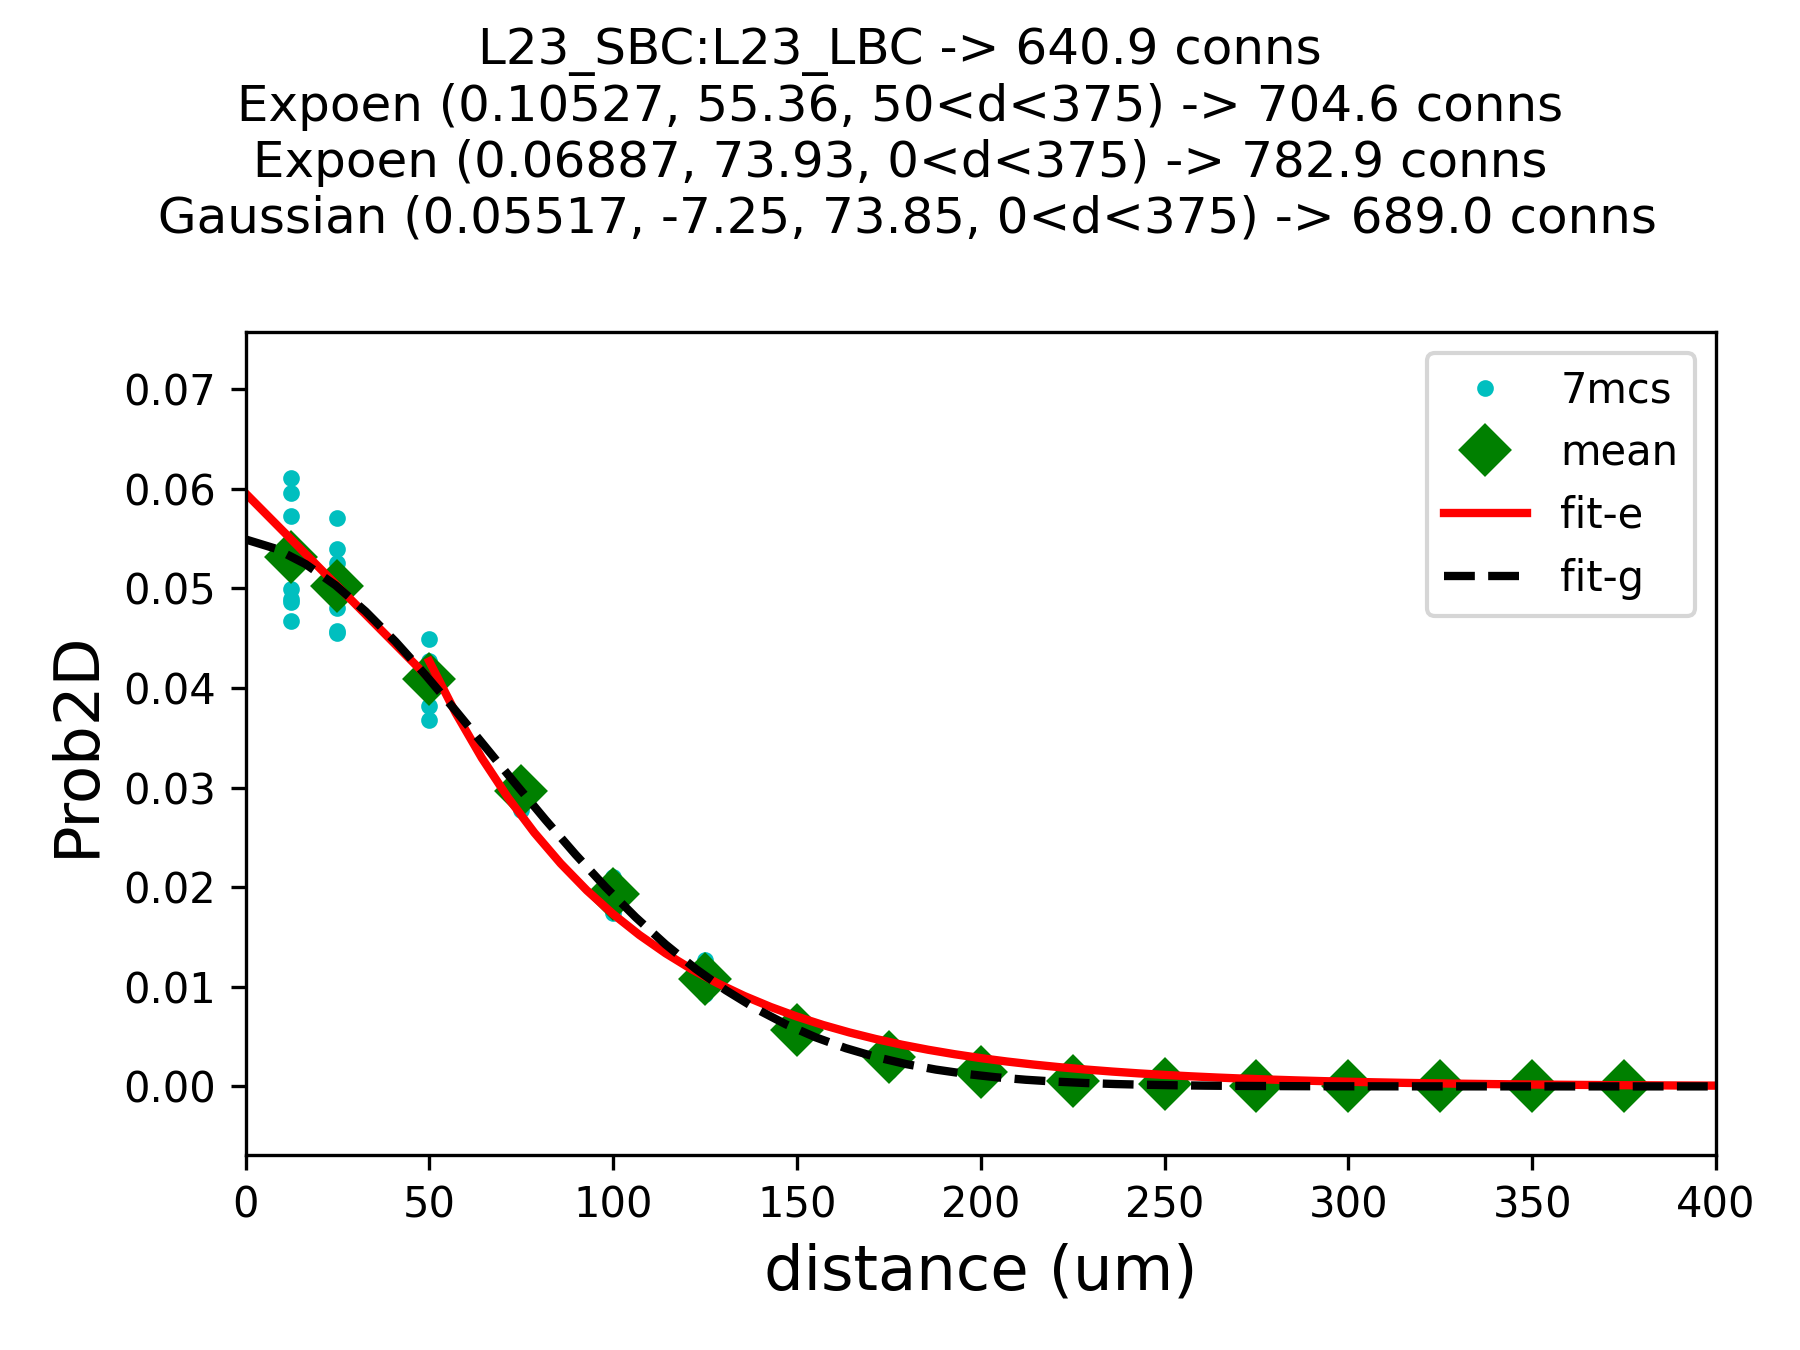 L23_SBC:L23_LBC -> 640.9 conns
Expoen (0.10527, 55.36, 50<d<375) -> 704.6 conns
Expoen (0.06887, 73.93, 0<d<375) -> 782.9 conns
Gaussian (0.05517, -7.25, 73.85, 0<d<375) -> 689.0 conns
7mcs
mean
fit-e
fit-g
Prob2D
0.07
0.06
0.05
0.04
0.03
0.02
0.01
0.00
0 50 100 150 200 250 300 350 400
distance (um)